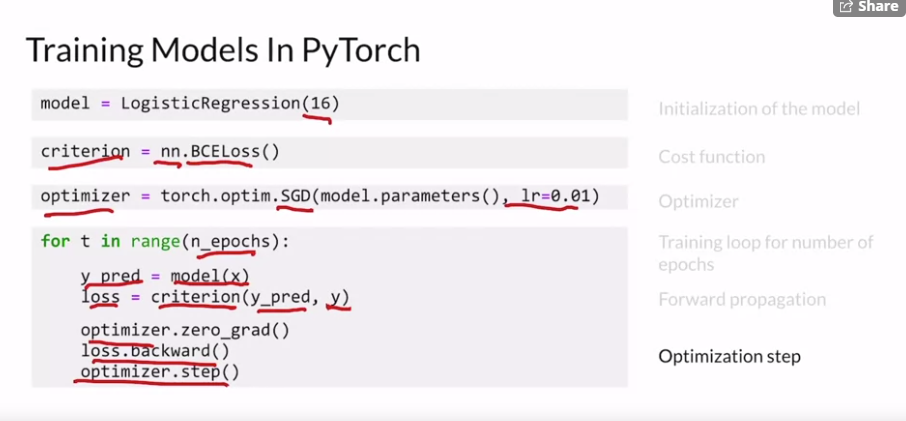 Share
Training Models In PyTorch
model = LogisticRegression(16)
Initialization of the model
criterion = nn.BCELoss()
Cost function
optimizer = torch.optim.SGD(model.parameters(), lr=0.01)
Optimizer
for t in range(n_epochs):
Training loop for number of
epochs
y_pred = model(x)
loss = criterion(y_pred, y)
Forward propagation
optimizer.zero_grad()
loss.backward()
optimizer.step()
Optimization step